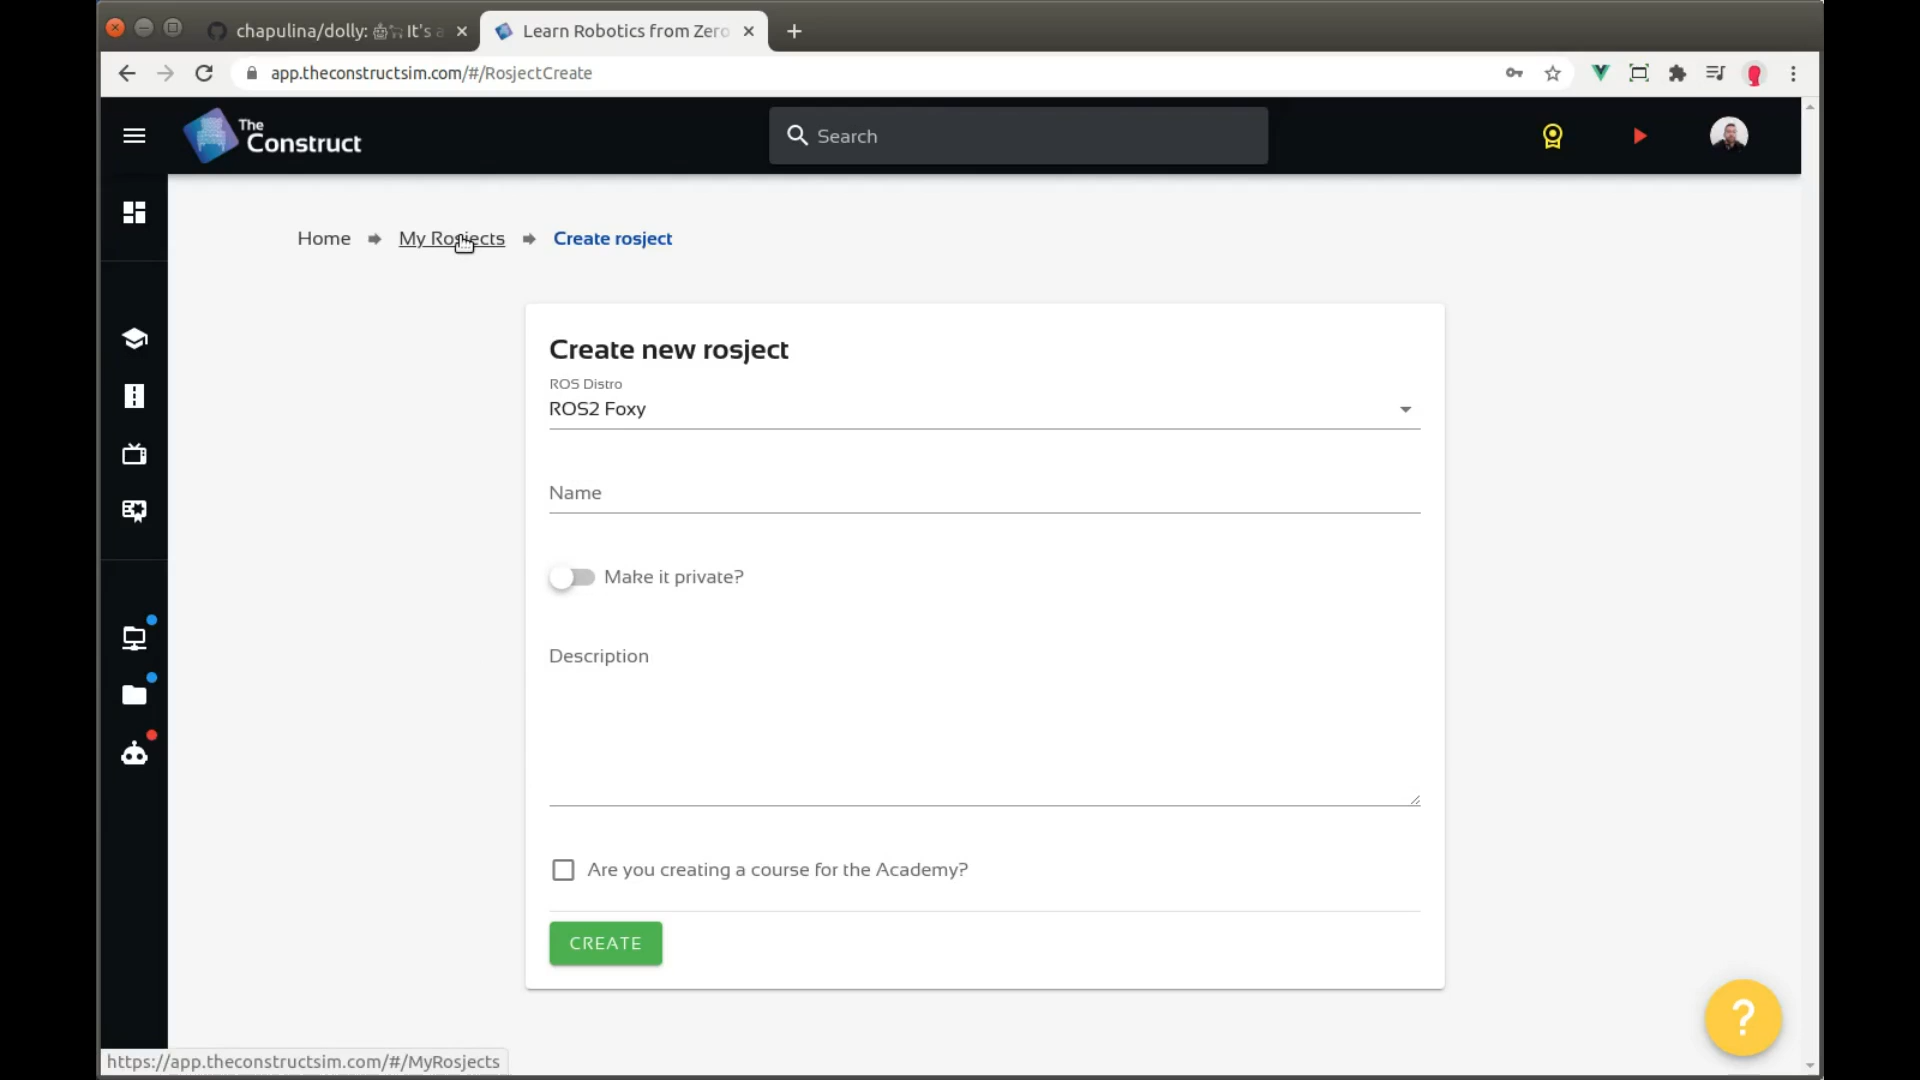 chapulina/dolly: 🤖🐑 It's a
Learn Robotics from Zero
app.theconstructsim.com/#/RosjectCreate
The Construct
Search
Home
My Rosjects
Create rosject
Create new rosject
ROS Distro
ROS2 Foxy
Name
Make it private?
Description
Are you creating a course for the Academy?
CREATE
?
https://app.theconstructsim.com/#/MyRosjects